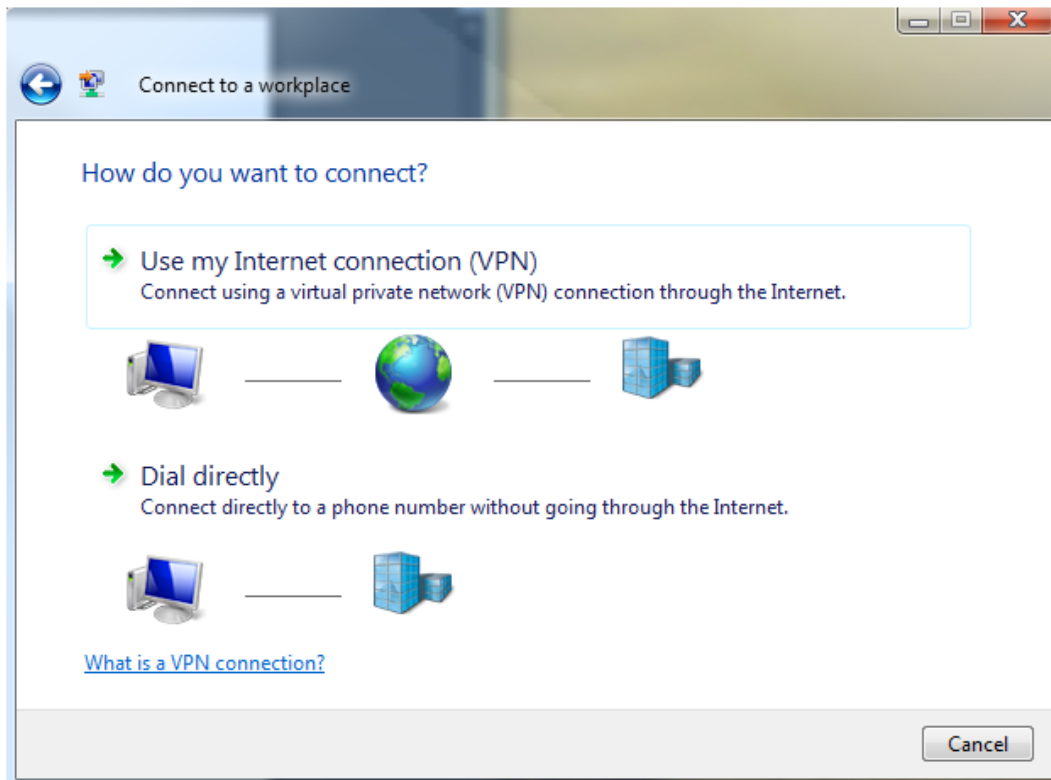 Connect to a workplace
How do you want to connect?
Use my Internet connection (VPN)
Connect using a virtual private network (VPN) connection through the Internet.
Dial directly
Connect directly to a phone number without going through the Internet.
What is a VPN connection?
Cancel